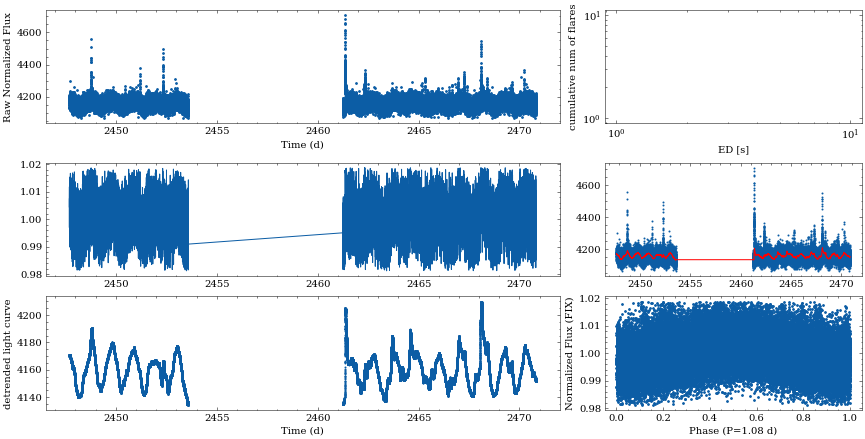 Raw Normalized Flux
4600
4400
4200
2450 2455 2460 2465 2470
Time (d)
cumulative num of flares
10¹
10⁰
10⁰ 10¹
ED [s]
1.02
1.01
1.00
0.99
0.98
2450 2455 2460 2465 2470
4600
4400
4200
2450 2455 2460 2465 2470
detrended light curve
4200
4180
4160
4140
2450 2455 2460 2465 2470
Time (d)
Normalized Flux (FIX)
1.02
1.01
1.00
0.99
0.98
0.0 0.2 0.4 0.6 0.8 1.0
Phase (P=1.08 d)